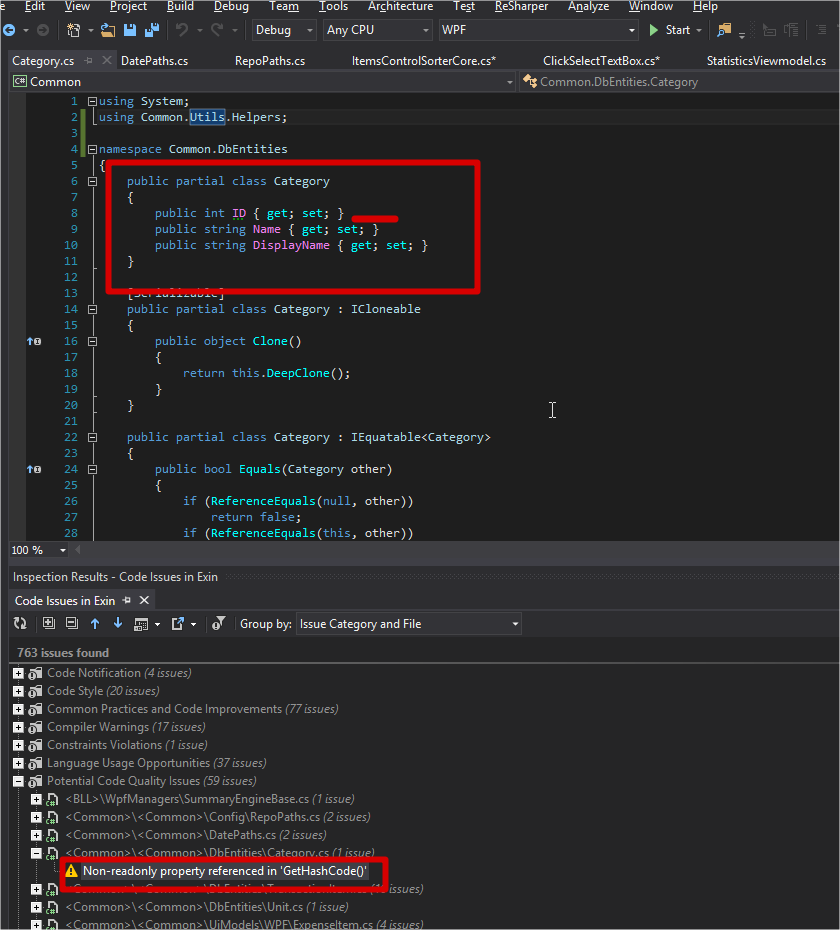 Edit View Project Build Debug Team Tools Architecture Test ReSharper Analyze Window Help
Debug Any CPU WPF Start
Category.cs DatePaths.cs RepoPaths.cs ItemsControlSorterCore.cs* ClickSelectTextBox.cs* StatisticsViewmodel.cs
C# Common Common.DbEntities.Category
1 using System;
2 using Common.Utils.Helpers;
3
4 namespace Common.DbEntities
5 {
6 public partial class Category
7 {
8 public int ID { get; set; }
9 public string Name { get; set; }
10 public string DisplayName { get; set; }
11 }
12
13 [Serializable]
14 public partial class Category : ICloneable
15 {
16 public object Clone()
17 {
18 return this.DeepClone();
19 }
20 }
21
22 public partial class Category : IEquatable<Category>
23 {
24 public bool Equals(Category other)
25 {
26 if (ReferenceEquals(null, other))
27 return false;
28 if (ReferenceEquals(this, other))
100 %
Inspection Results - Code Issues in Exin
Code Issues in Exin
Group by: Issue Category and File
763 issues found
Code Notification (4 issues)
Code Style (20 issues)
Common Practices and Code Improvements (77 issues)
Compiler Warnings (17 issues)
Constraints Violations (1 issue)
Language Usage Opportunities (37 issues)
Potential Code Quality Issues (59 issues)
<BLL>\WpfManagers\SummaryEngineBase.cs (1 issue)
<Common>\<Common>\Config\RepoPaths.cs (2 issues)
<Common>\<Common>\DatePaths.cs (2 issues)
<Common>\<Common>\DbEntities\Category.cs (1 issue)
Non-readonly property referenced in 'GetHashCode()'
<Common>\<Common>\DbEntities\TransactionItem.cs issues)
<Common>\<Common>\DbEntities\Unit.cs (1 issue)
<Common>\<Common>\UiModels\WPF\ExpenseItem.cs (4 issues)